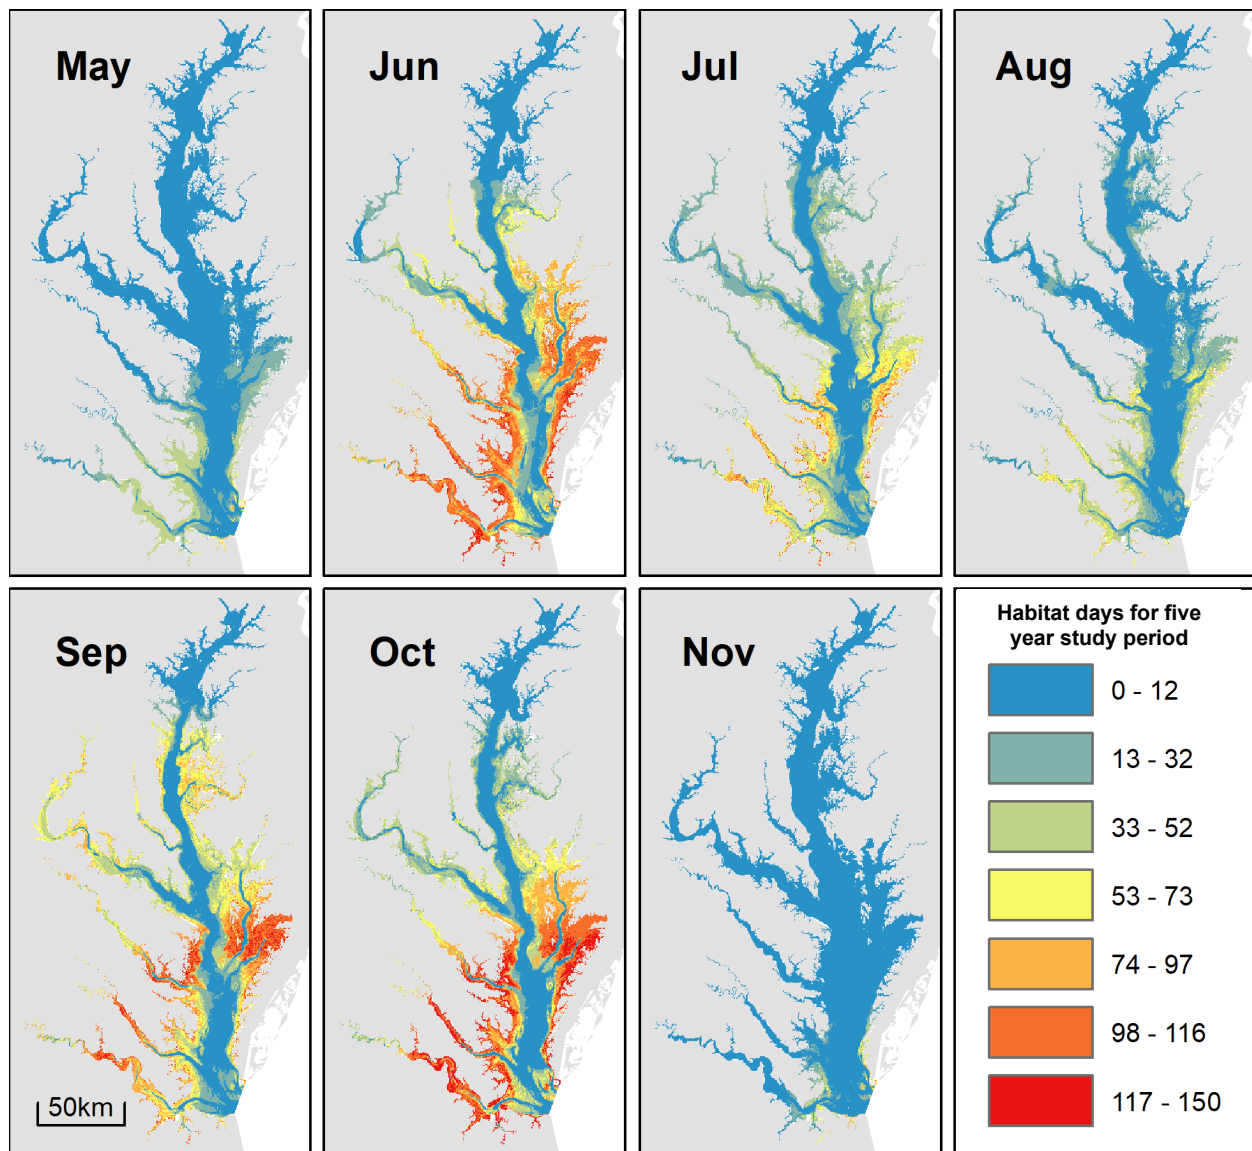 May
Jun
Jul
Aug
Sep
Oct
Nov
50km
Habitat days for five
year study period
0 - 12
13 - 32
33 - 52
53 - 73
74 - 97
98 - 116
117 - 150